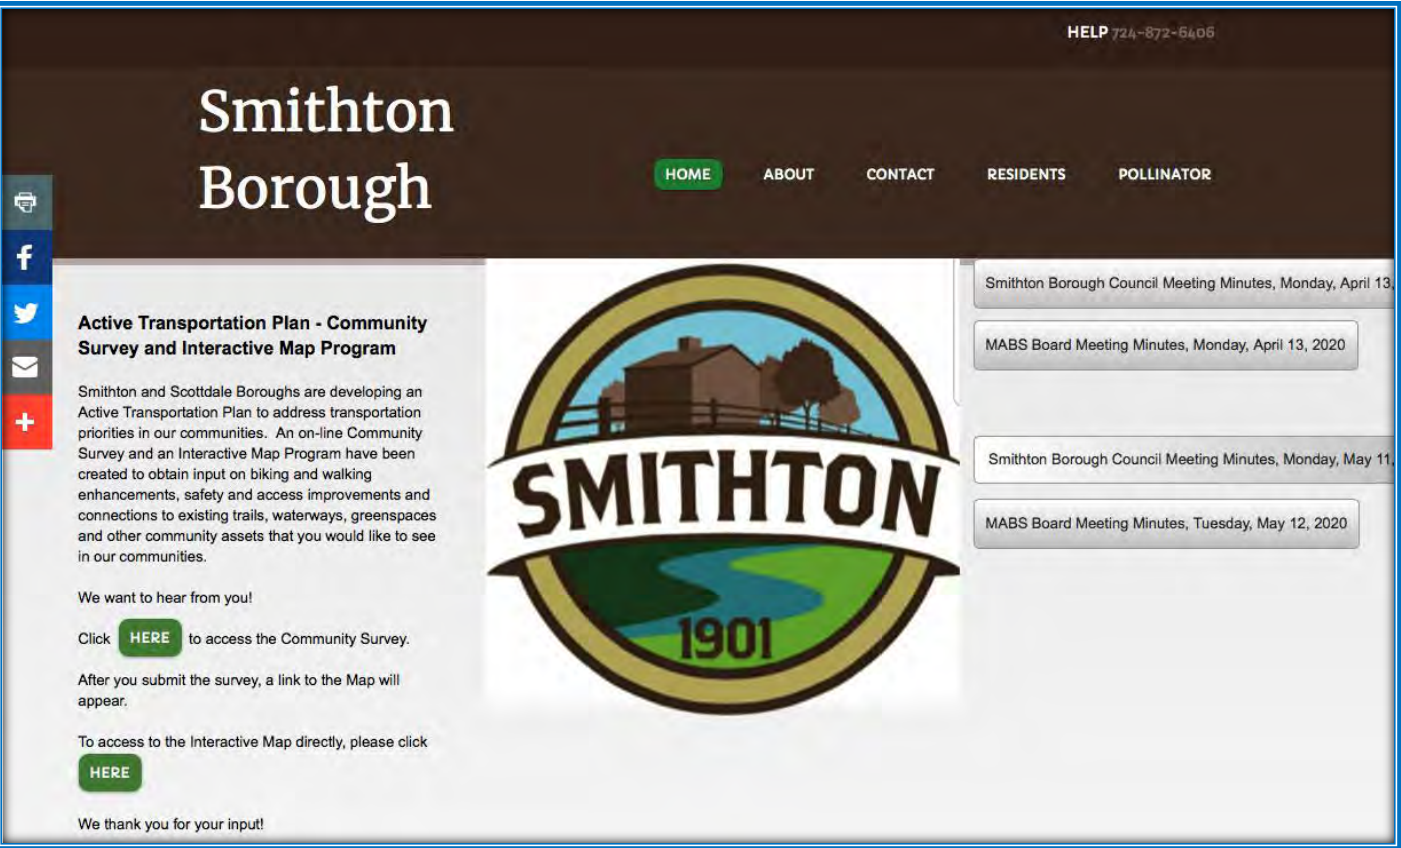 HELP 724-872-6406
Smithton
Borough
HOME ABOUT CONTACT RESIDENTS POLLINATOR
Active Transportation Plan - Community
Survey and Interactive Map Program
Smithton and Scottdale Boroughs are developing an
Active Transportation Plan to address transportation
priorities in our communities.  An on-line Community
Survey and an Interactive Map Program have been
created to obtain input on biking and walking
enhancements, safety and access improvements and
connections to existing trails, waterways, greenspaces
and other community assets that you would like to see
in our communities.
We want to hear from you!
Click HERE to access the Community Survey.
After you submit the survey, a link to the Map will
appear.
To access to the Interactive Map directly, please click
HERE
We thank you for your input!
SMITHTON
1901
Smithton Borough Council Meeting Minutes, Monday, April 13,
MABS Board Meeting Minutes, Monday, April 13, 2020
Smithton Borough Council Meeting Minutes, Monday, May 11,
MABS Board Meeting Minutes, Tuesday, May 12, 2020